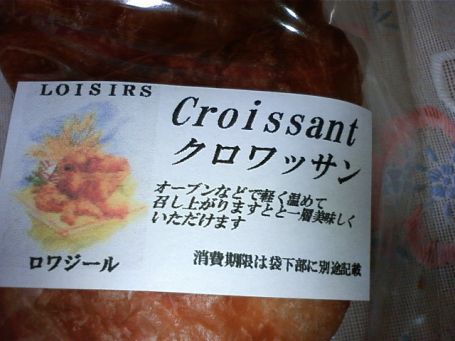 LOISIRS
Croissant
クロワッサン
オーブンなどで軽く温めて
召し上がりますとと一層美味しく
いただけます
ロワジール
消費期限は袋下部に別途記載